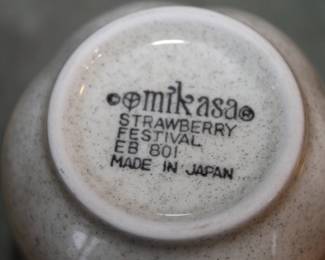 mikasa®
STRAWBERRY
FESTIVAL
EB 801
MADE IN JAPAN